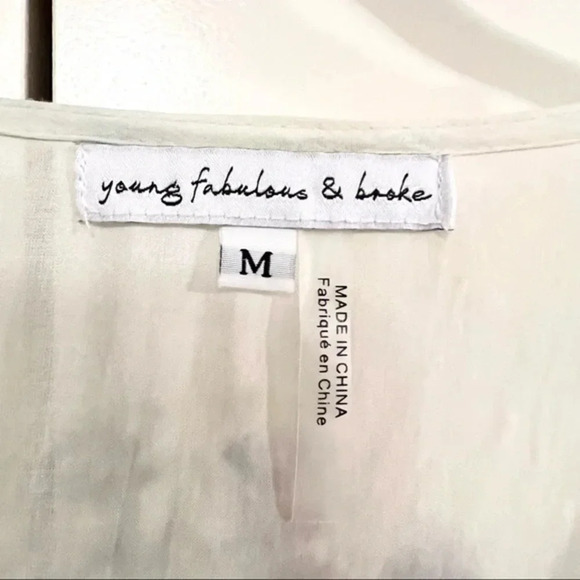 young fabulous & broke
M
MADE IN CHINA
Fabriqué en Chine